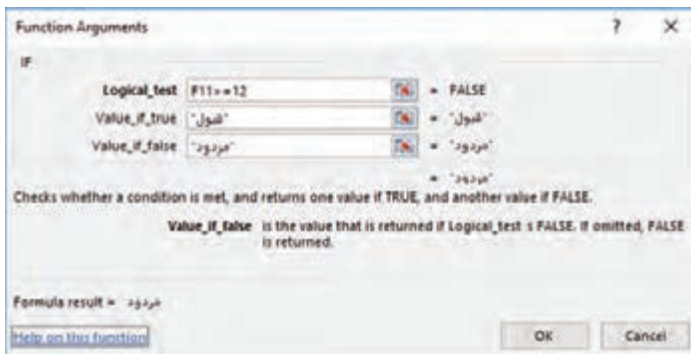 Function Arguments ? ×
IF
Logical_test F11>=12 = FALSE
Value_if_true "قبول" = "قبول"
Value_if_false "مردود" = "مردود"
= "مردود"
Checks whether a condition is met, and returns one value if TRUE, and another value if FALSE.
Value_if_false is the value that is returned if Logical_test s FALSE. If omitted, FALSE
is returned.
Formula result = مردود
Help on this function OK Cancel